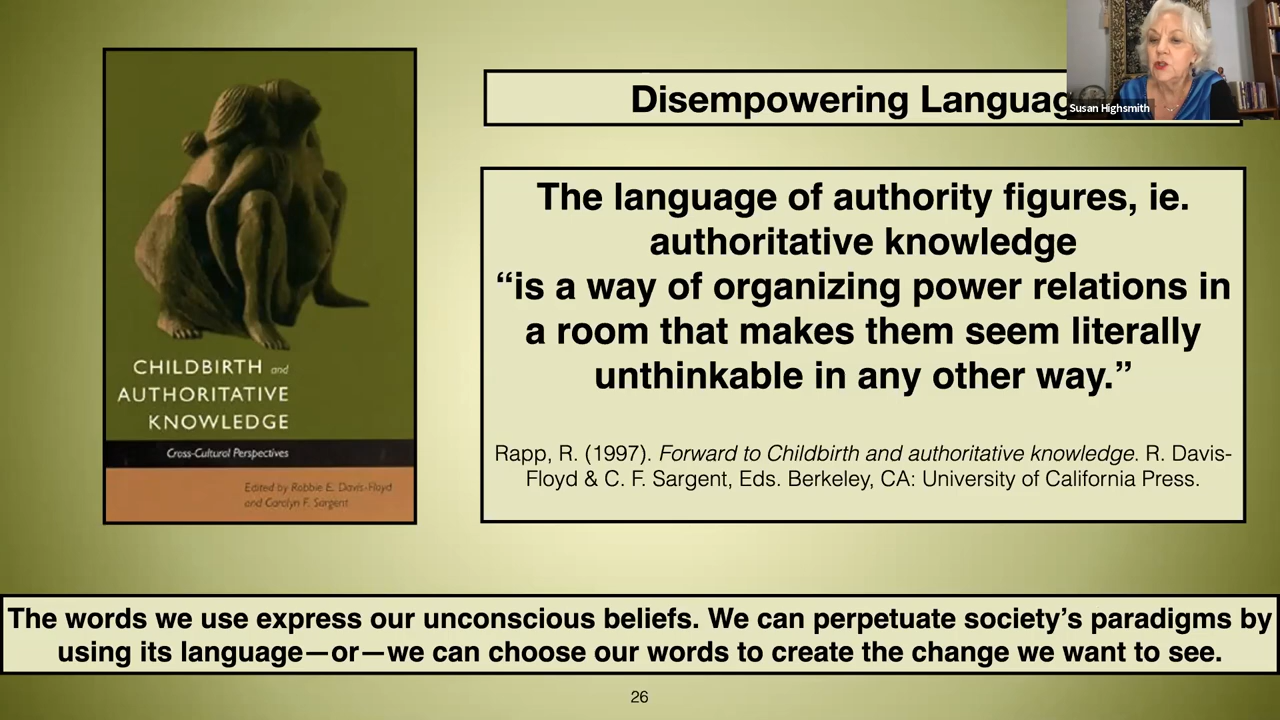 Disempowering Languag
Susan Highsmith
CHILDBIRTH and
AUTHORITATIVE
KNOWLEDGE
Cross-Cultural Perspectives
Edited by Robbie E. Davis-Floyd
and Carolyn F. Sargent
The language of authority figures, ie.
authoritative knowledge
“is a way of organizing power relations in
a room that makes them seem literally
unthinkable in any other way.”
Rapp, R. (1997). Forward to Childbirth and authoritative knowledge. R. Davis-
Floyd & C. F. Sargent, Eds. Berkeley, CA: University of California Press.
The words we use express our unconscious beliefs. We can perpetuate society’s paradigms by
using its language—or—we can choose our words to create the change we want to see.
26